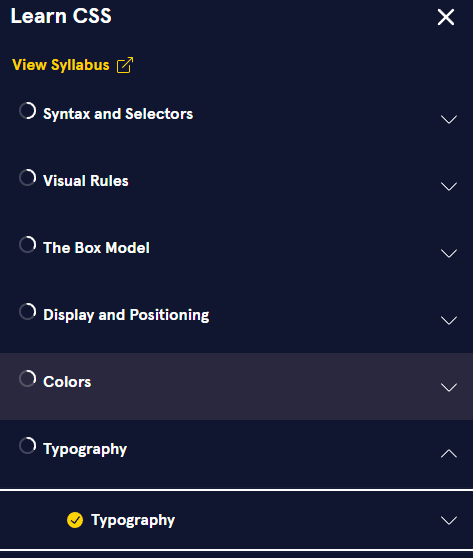 Learn CSS
View Syllabus
Syntax and Selectors
Visual Rules
The Box Model
Display and Positioning
Colors
Typography
Typography